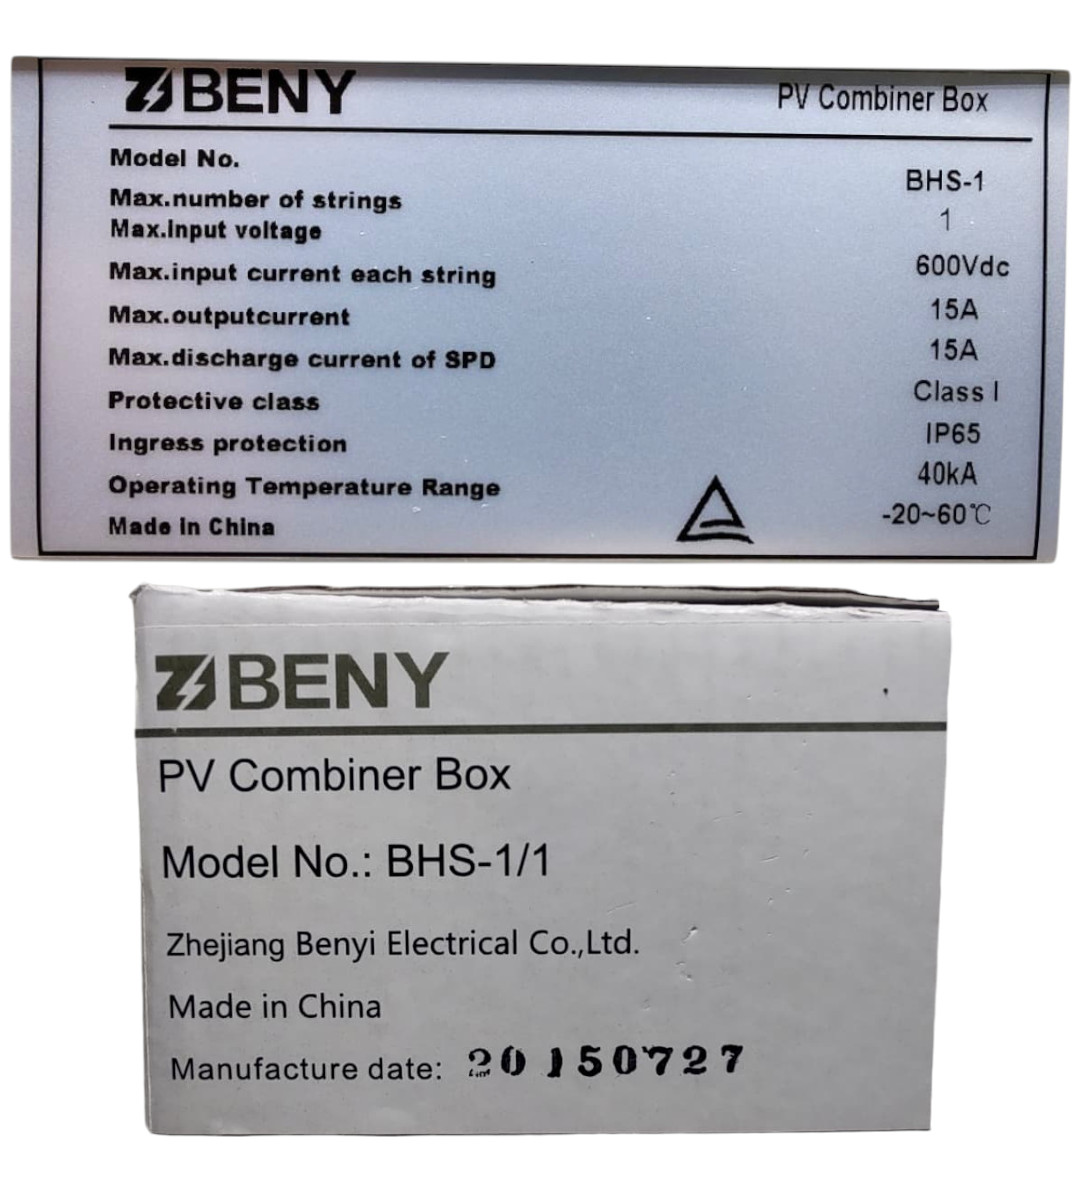 BENY PV Combiner Box
Model No.
BHS-1
Max.number of strings
1
Max.Input voltage
600Vdc
Max.input current each string
15A
Max.outputcurrent
15A
Max.discharge current of SPD
Class I
Protective class
IP65
Ingress protection
40kA
Operating Temperature Range
-20~60℃
Made In China
BENY
PV Combiner Box
Model No.: BHS-1/1
Zhejiang Benyi Electrical Co.,Ltd.
Made in China
Manufacture date: 20150727